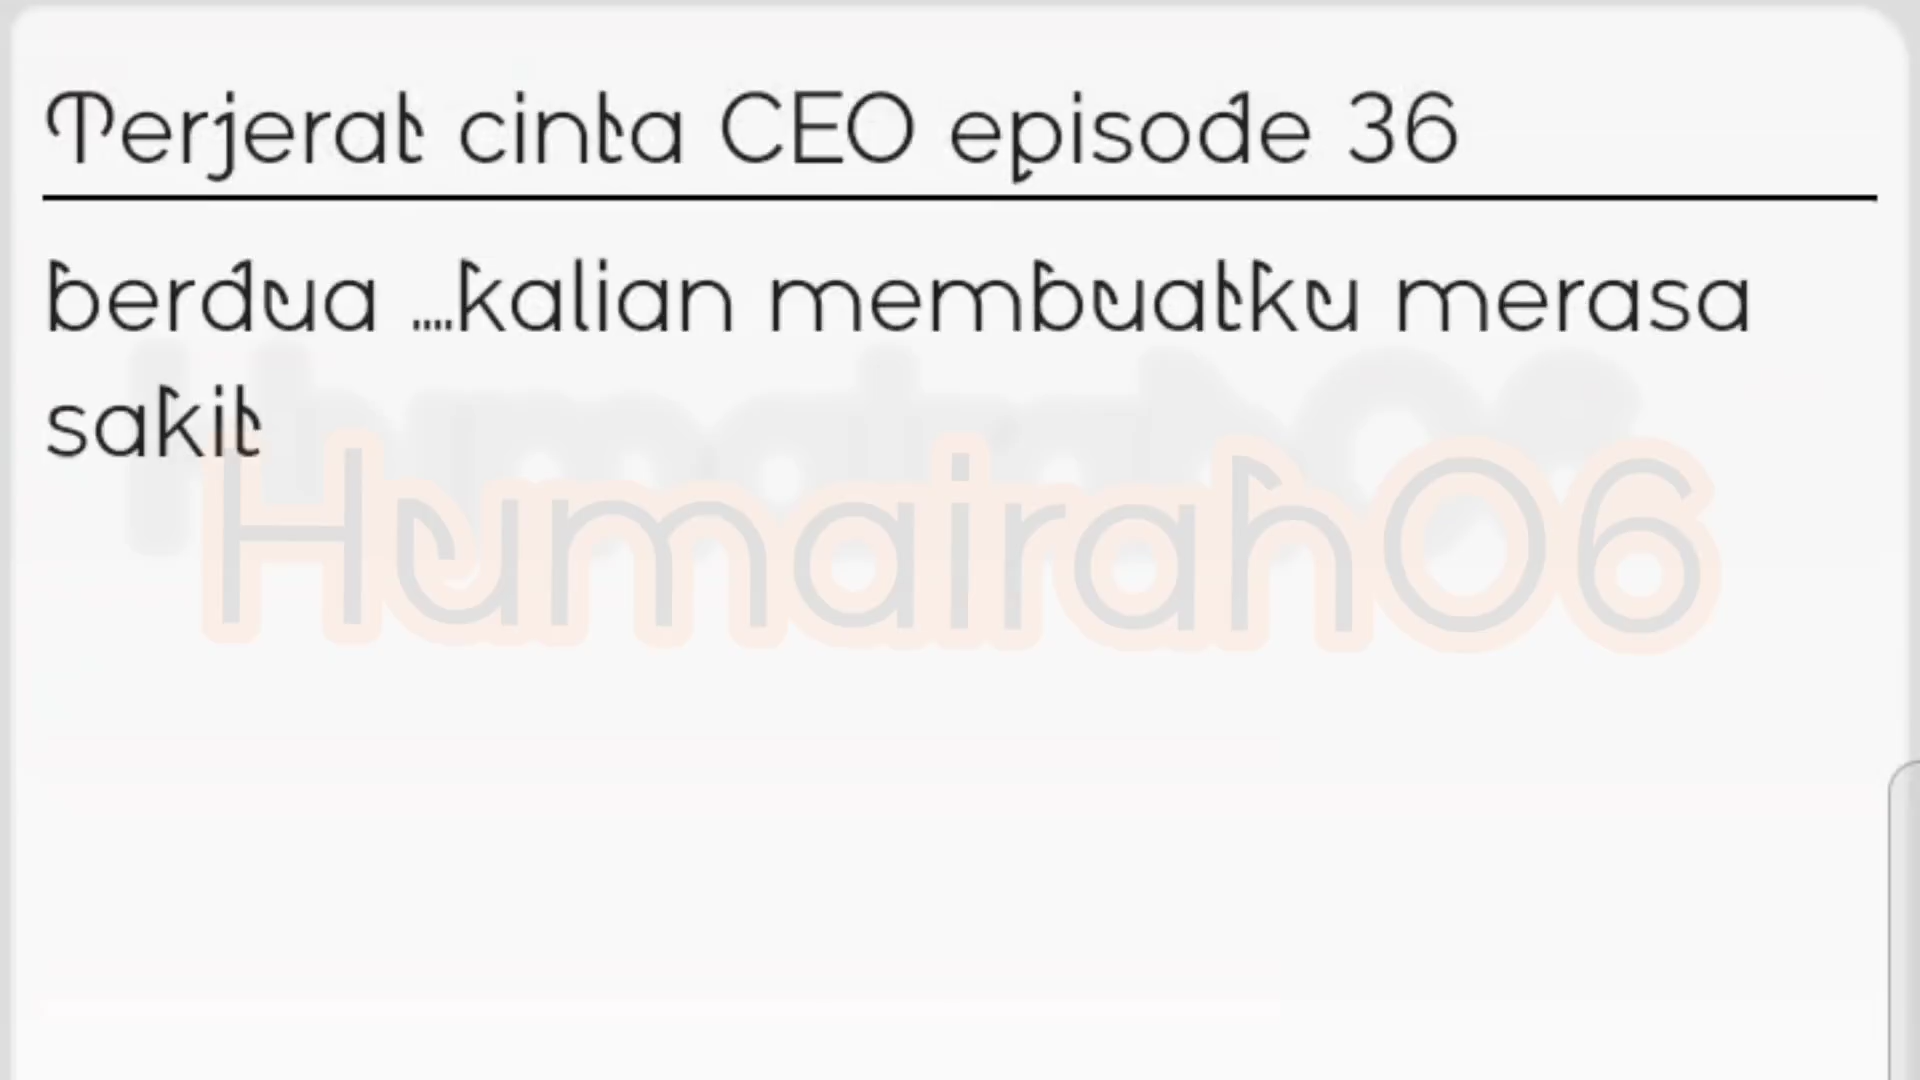 Terjerat cinta CEO episode 36
berdua ....kalian membuatku merasa
sakit
Humairah06